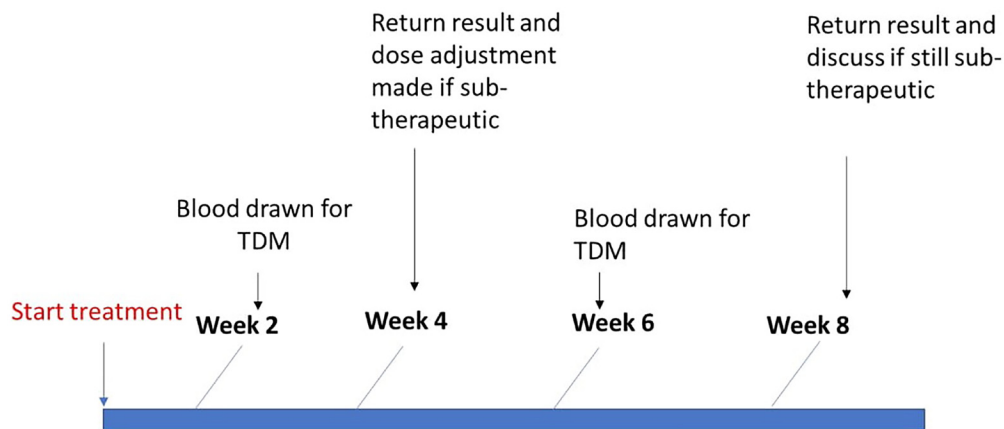 Return result and
dose adjustment
made if sub-
therapeutic
Return result and
discuss if still sub-
therapeutic
Blood drawn for
TDM
Blood drawn for
TDM
Start treatment
Week 2
Week 4
Week 6
Week 8